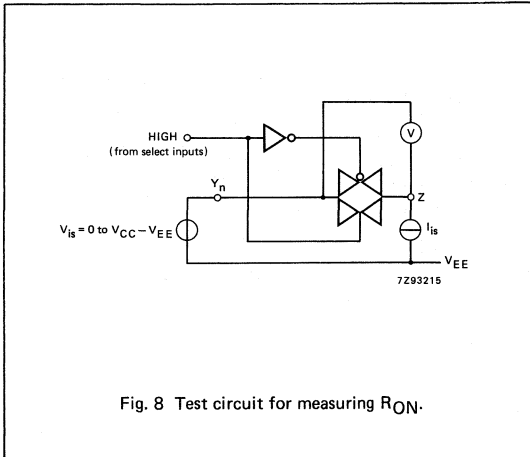 HIGH
(from select inputs)
V
Yn
Z
Vis = 0 to VCC – VEE
Iis
VEE
7Z93215
Fig. 8 Test circuit for measuring RON.